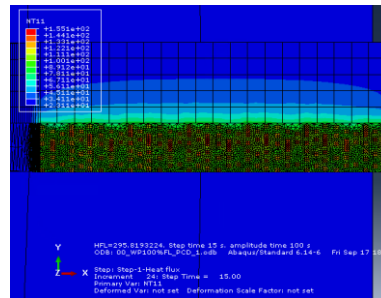 NT11
+1.551e+02
+1.441e+02
+1.331e+02
+1.221e+02
+1.111e+02
+1.001e+02
+8.912e+01
+7.811e+01
+6.711e+01
+5.611e+01
+4.511e+01
+3.411e+01
+2.311e+01
Y
Z X
HFL=295.8193224. Step time 15 s. amplitude time 100 s
ODB: 00_WP100%FL_PCD_1.odb Abaqus/Standard 6.14-6 Fri Sep 17 18
Step: Step-1-Heat flux
Increment 24: Step Time = 15.00
Primary Var: NT11
Deformed Var: not set Deformation Scale Factor: not set